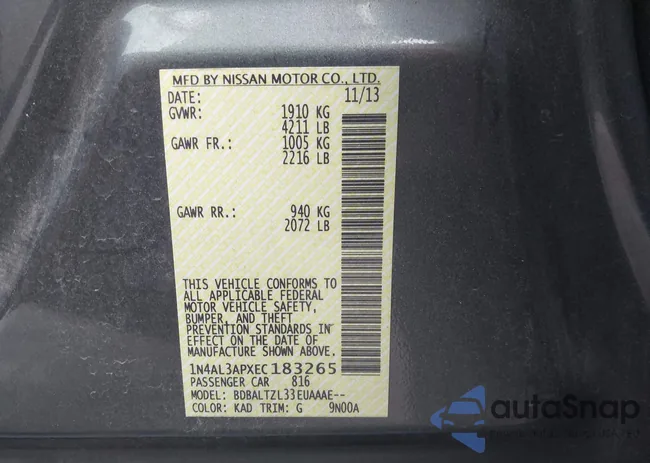 MFD BY NISSAN MOTOR CO., LTD.
DATE: 11/13
GVWR: 1910 KG
4211 LB
GAWR FR.: 1005 KG
2216 LB
GAWR RR.: 940 KG
2072 LB
THIS VEHICLE CONFORMS TO
ALL APPLICABLE FEDERAL
MOTOR VEHICLE SAFETY,
BUMPER, AND THEFT
PREVENTION STANDARDS IN
EFFECT ON THE DATE OF
MANUFACTURE SHOWN ABOVE.
1N4AL3APXEC183265
PASSENGER CAR 816
MODEL: BDBALTZL33EUAAAE--
COLOR: KAD TRIM: G 9N00A
autoSnap